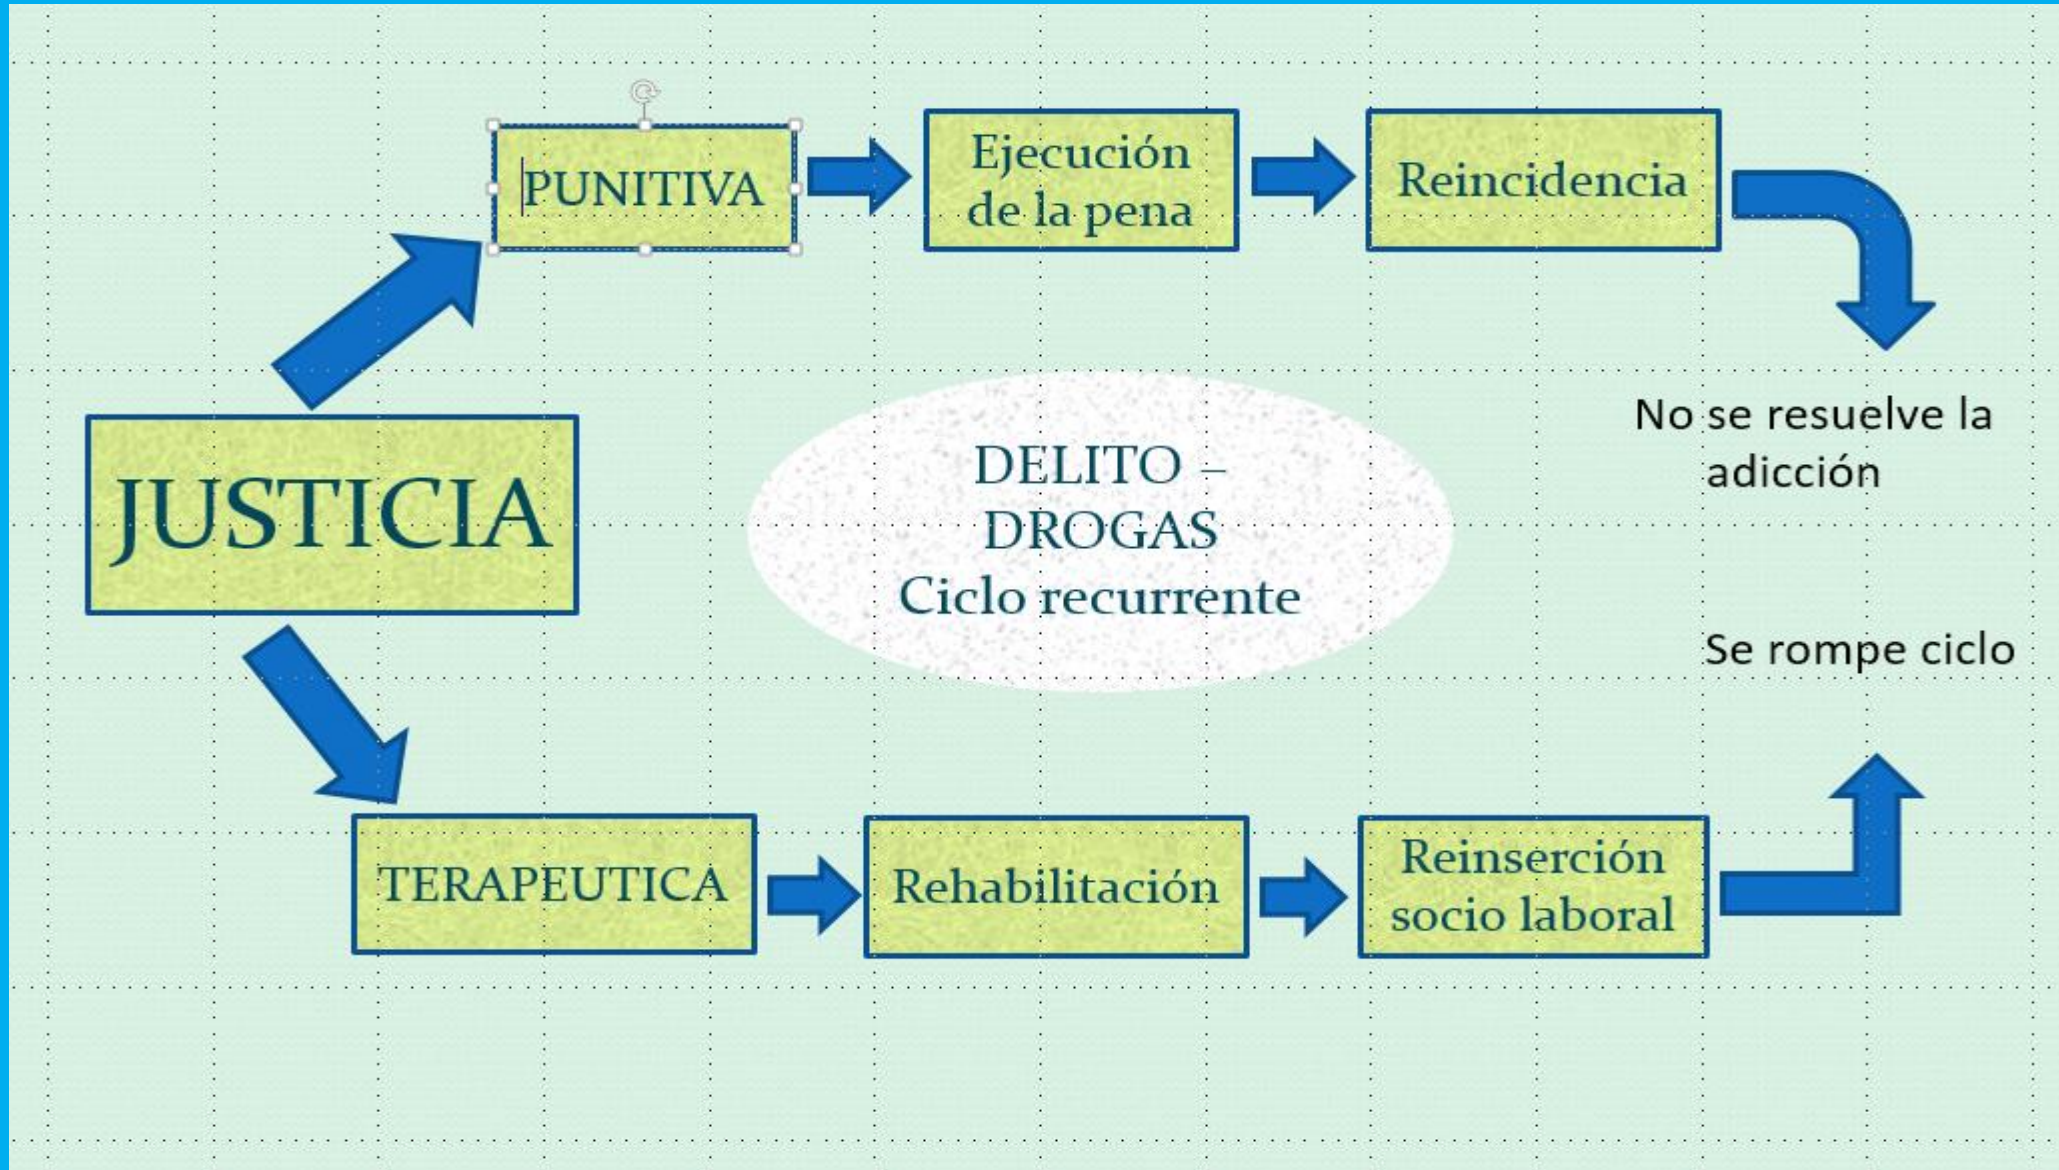 PUNITIVA
Ejecución
de la pena
Reincidencia
No se resuelve la
adicción
JUSTICIA
DELITO –
DROGAS
Ciclo recurrente
Se rompe ciclo
TERAPEUTICA
Rehabilitación
Reinserción
socio laboral